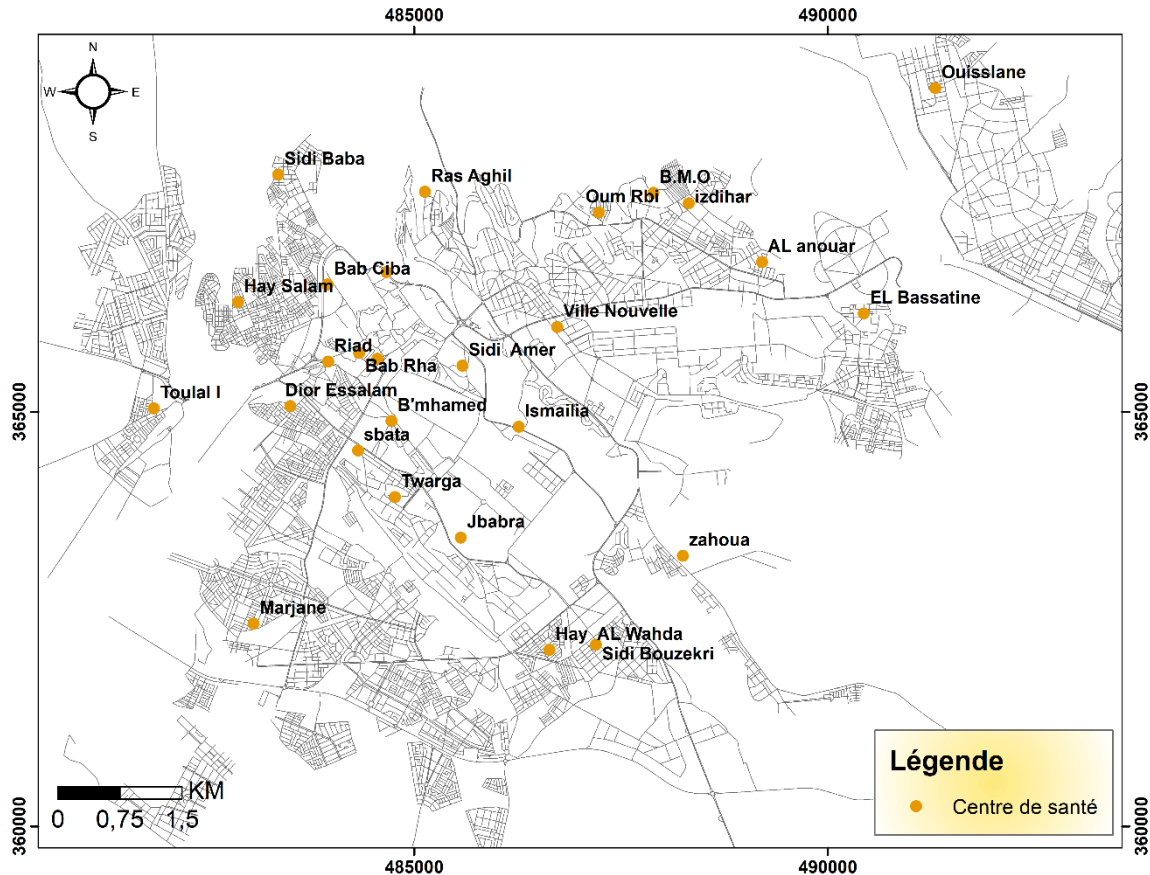 485000
490000
N
W
E
S
Ouisslane
Sidi Baba
Ras Aghil
B.M.O
Oum Rbi
izdihar
AL anouar
Bab Ciba
Hay Salam
EL Bassatine
Ville Nouvelle
Riad
Sidi Amer
Bab Rha
Toulal I
Dior Essalam
B'mhamed
Ismailia
365000
365000
sbata
Twarga
Jbabra
zahoua
Marjane
Hay AL Wahda
Sidi Bouzekri
Légende
Centre de santé
KM
0 0,75 1,5
360000
360000
485000
490000